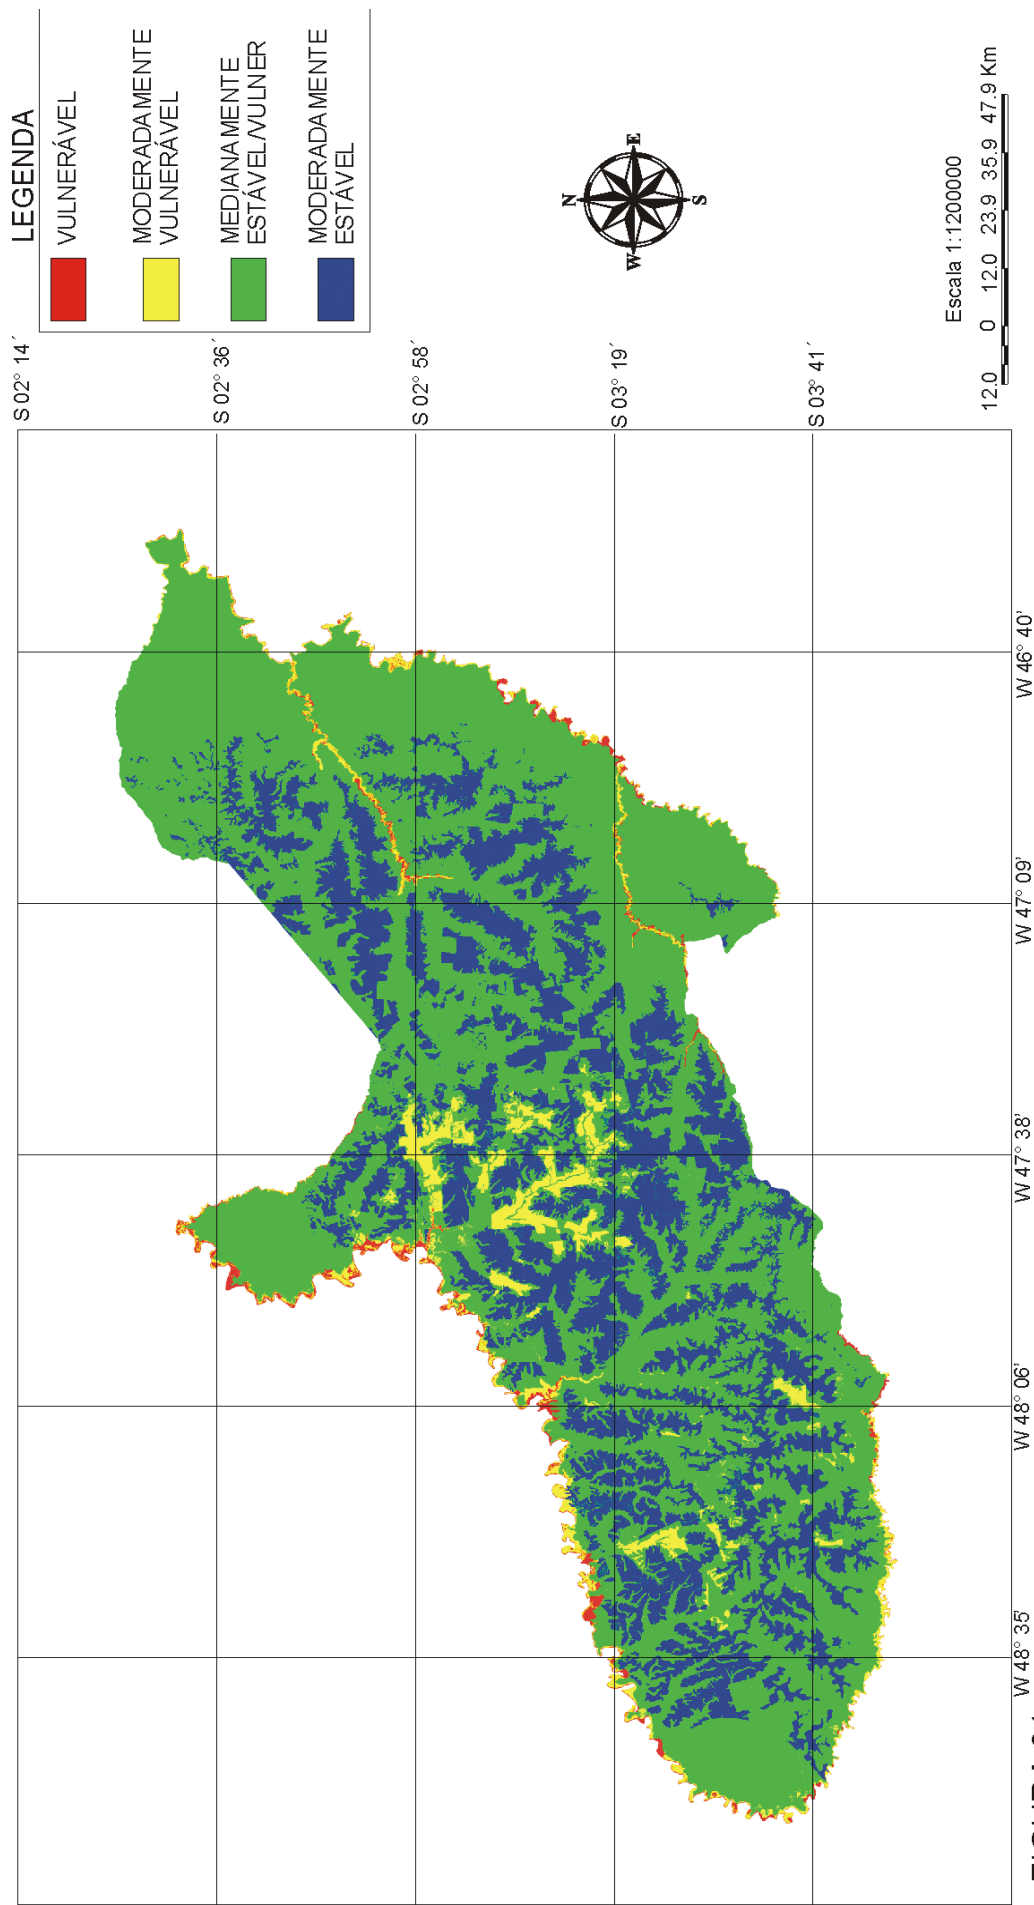 LEGENDA
VULNERÁVEL
MODERADAMENTE
VULNERÁVEL
MEDIANAMENTE
ESTÁVEL/VULNER
MODERADAMENTE
ESTÁVEL
N
W
E
S
Escala 1:1200000
12.0 0 12.0 23.9 35.9 47.9 Km
S 02° 14´
S 02° 36´
S 02° 58´
S 03° 19´
S 03° 41´
W 48° 35'
W 48° 06'
W 47° 38'
W 47° 09'
W 46° 40'